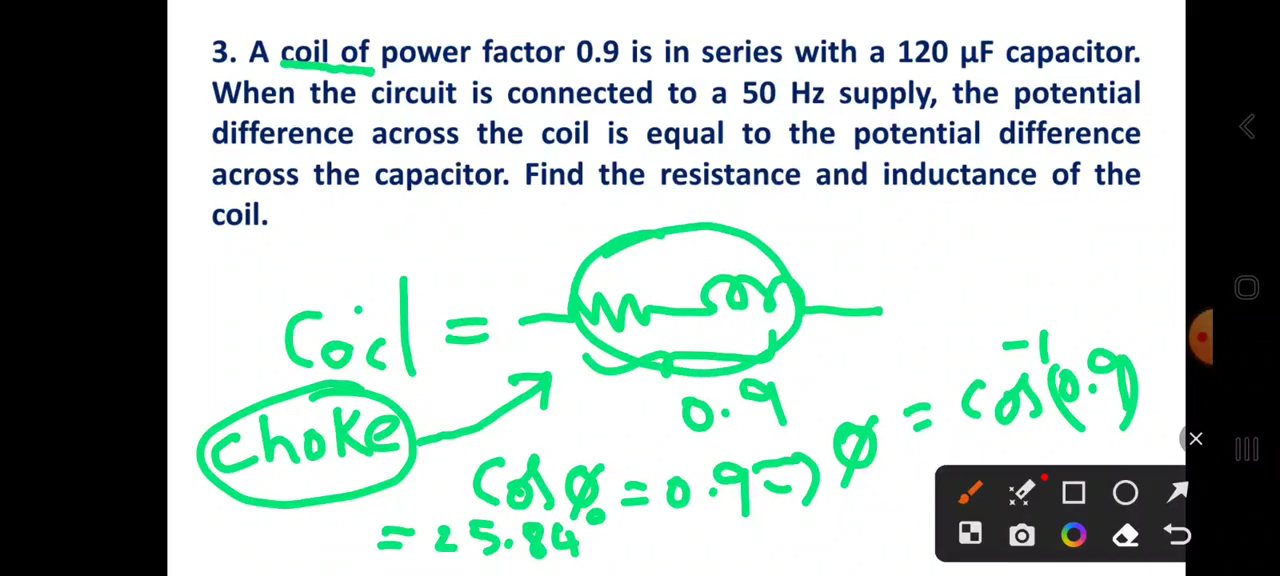 3. A coil of power factor 0.9 is in series with a 120 µF capacitor.
When the circuit is connected to a 50 Hz supply, the potential
difference across the coil is equal to the potential difference
across the capacitor. Find the resistance and inductance of the
coil.
Coil =
choke
0.9
cosφ = 0.9 => φ = cos⁻¹(0.9)
= 25.84°